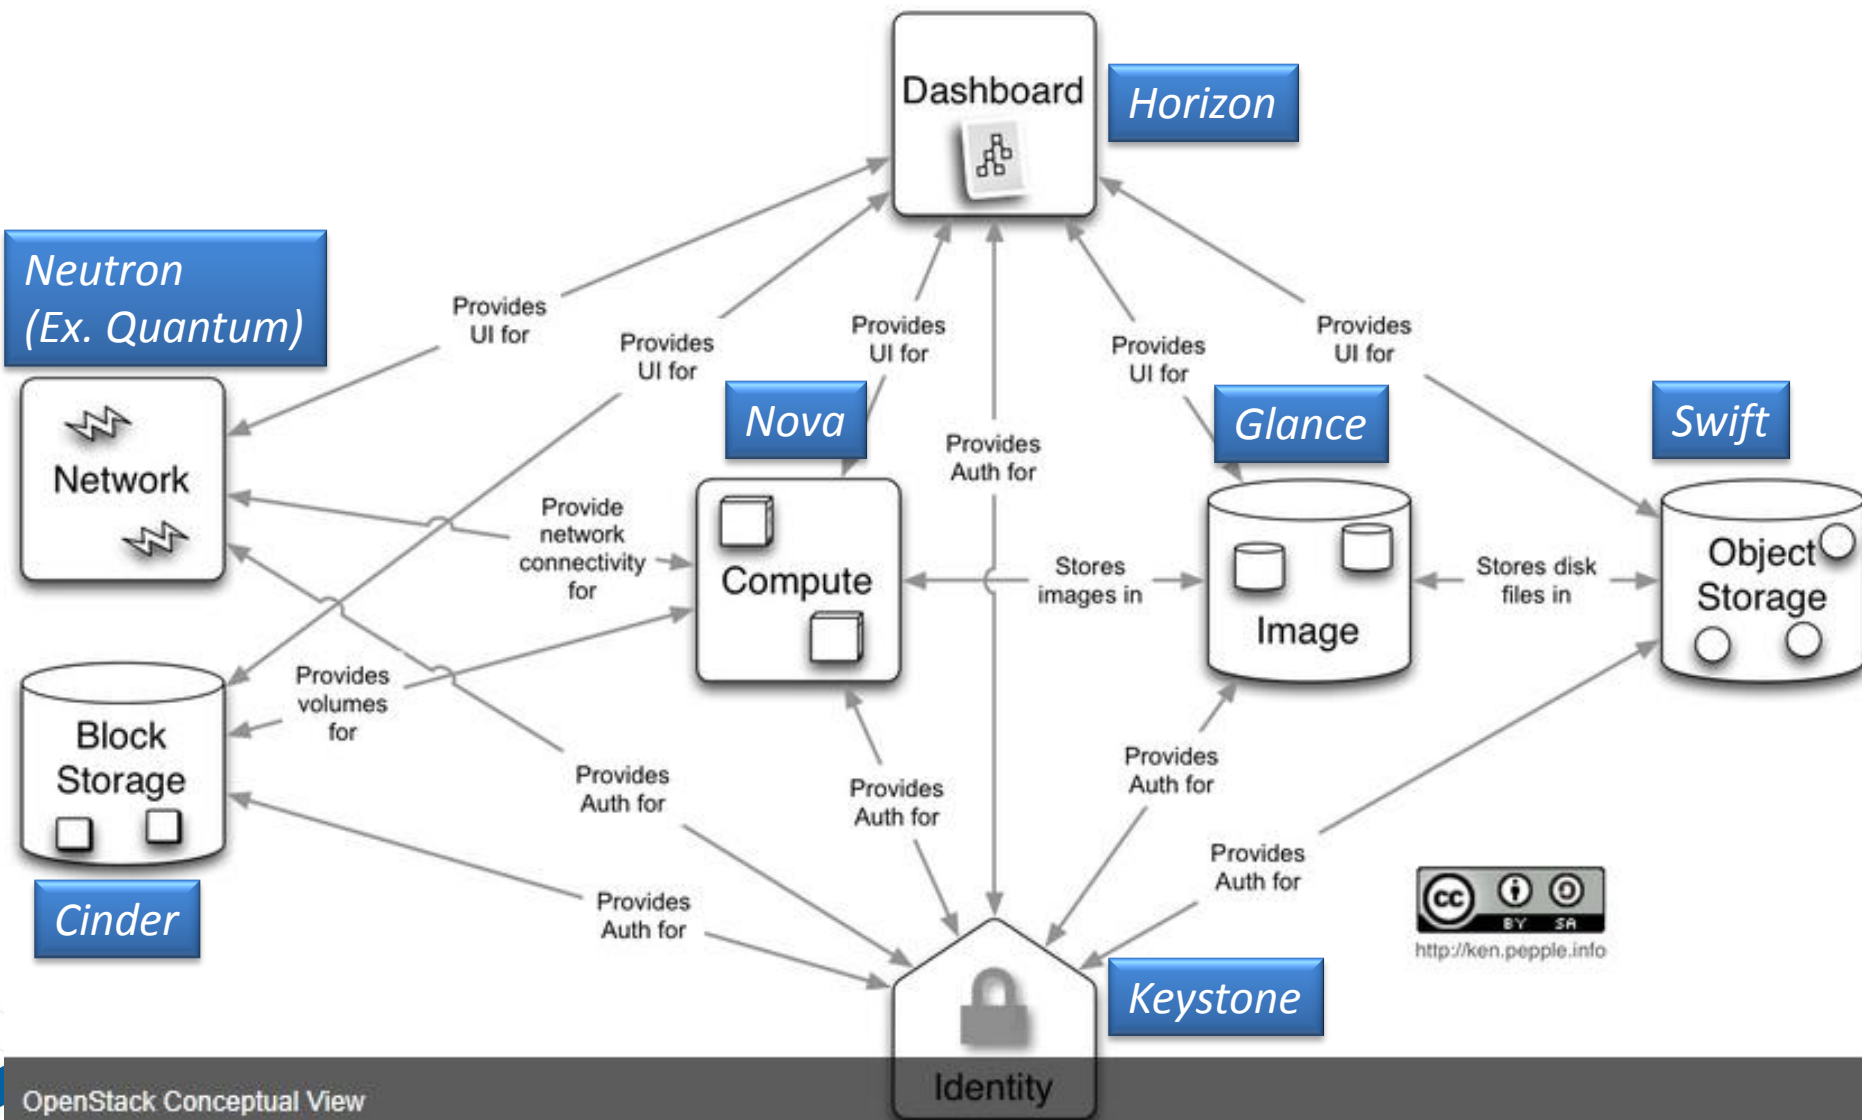 Dashboard
Horizon
Neutron
(Ex. Quantum)
Provides
UI for
Provides
UI for
Provides
UI for
Provides
UI for
Provides
UI for
Nova
Glance
Swift
Provides
Auth for
Network
Provide
network
connectivity
for
Compute
Stores
images in
Image
Stores disk
files in
Object
Storage
Provides
volumes
for
Block
Storage
Cinder
Provides
Auth for
Provides
Auth for
Provides
Auth for
Provides
Auth for
Provides
Auth for
cc
BY SA
http://ken.pepple.info
Keystone
Identity
OpenStack Conceptual View